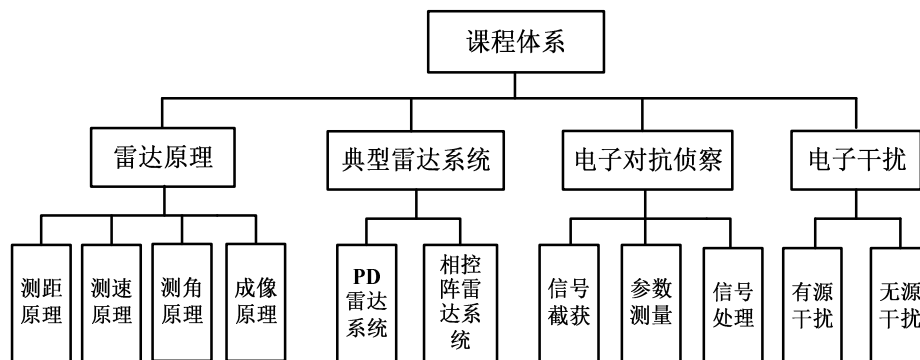 课程体系
雷达原理
典型雷达系统
电子对抗侦察
电子干扰
测距
原理
测速
原理
测角
原理
成像
原理
PD
雷达
系统
相控
阵雷
达系
统
信号
截获
参数
测量
信号
处理
有源
干扰
无源
干扰